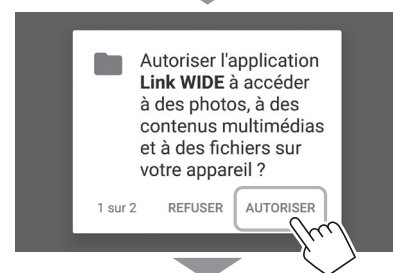 Autoriser l'application
Link WIDE à accéder
à des photos, à des
contenus multimédias
et à des fichiers sur
votre appareil ?
1 sur 2 REFUSER AUTORISER